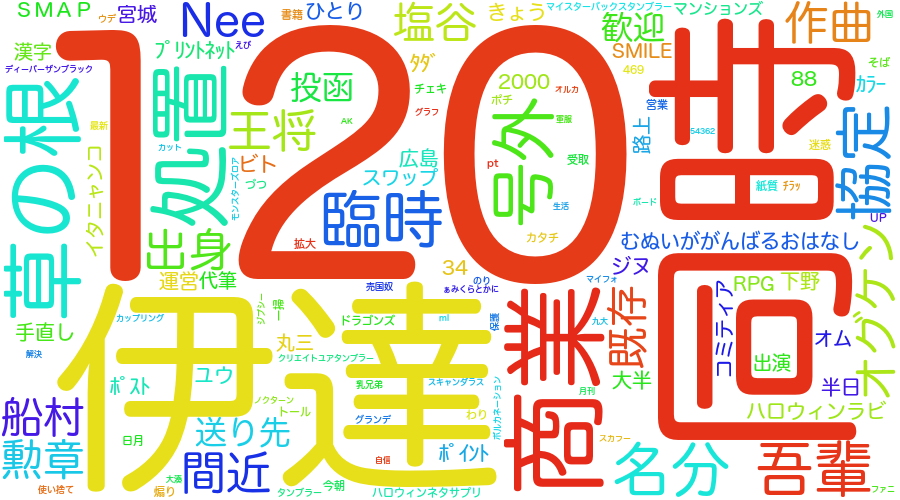 SMAP
ウデ
宮城
Nee
書籍
ひとり
塩谷
きょう
マイスターバックスタンブラー
マンションズ
歓迎
作曲
外国
漢字
プリントネット
えび
ディーパーザンブラック
タダ
SMILE
469
そば
草の根
120
時
処置
投函
チェキ
2000
ポチ
オルカ
グラフ
営業
88
カラー
最新
王将
AK
号外
軍服
54362
路上
迷惑
協定
カット
イタニャンコ
モンスターズロア
ビト
づつ
広島
スワップ
pt
受取
紙質
チラッ
生活
ボード
UP
臨時
カタチ
出身
拡大
むぬいががんばるおはなし
オグケン
運営
代筆
売国奴
34
のり
ぁみくらとかに
マイフォ
ジヌ
RPG
下野
回
伊達
商業
既存
コミティア
手直し
解決
カップリング
ジプシー
一掃
ドラゴンズ
ml
保護
九大
オム
丸三
クリエイトユアタンブラー
出演
ポスト
ユウ
乳兄弟
スキャンダラス
月刊
大半
半日
船村
ノクターン
トール
グランデ
わり
ボルカネーション
ハロウィンラビ
日月
送り先
ポイント
スカフー
勲章
間近
自信
名分
吾輩
使い捨て
大湊
煽り
タンブラー
今朝
ハロウィンネタサプリ
ファニ